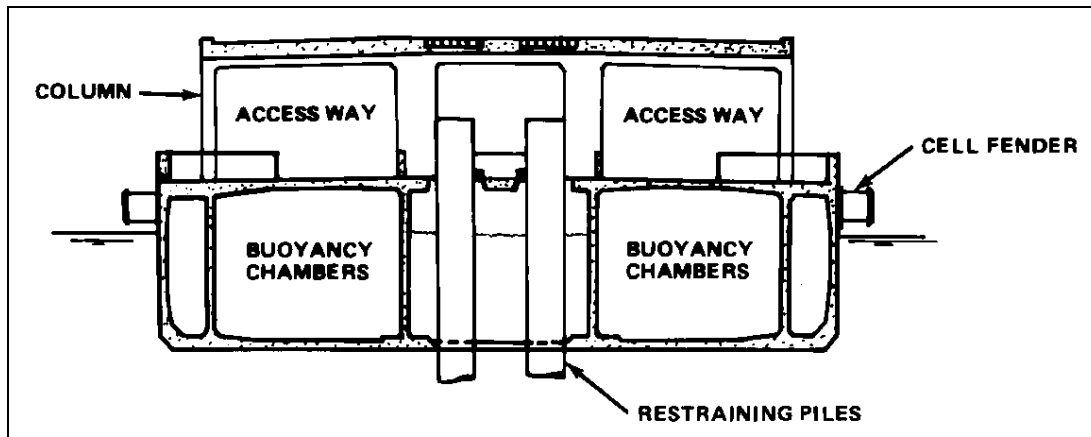 COLUMN
ACCESS WAY
ACCESS WAY
CELL FENDER
BUOYANCY
CHAMBERS
BUOYANCY
CHAMBERS
RESTRAINING PILES